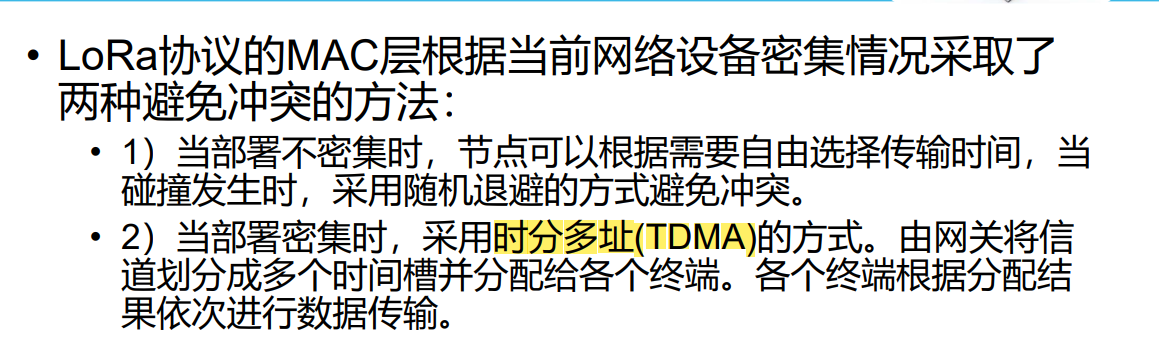 • LoRa协议的MAC层根据当前网络设备密集情况采取了
两种避免冲突的方法：
• 1）当部署不密集时，节点可以根据需要自由选择传输时间，当
碰撞发生时，采用随机退避的方式避免冲突。
• 2）当部署密集时，采用时分多址(TDMA)的方式。由网关将信
道划分成多个时间槽并分配给各个终端。各个终端根据分配结
果依次进行数据传输。